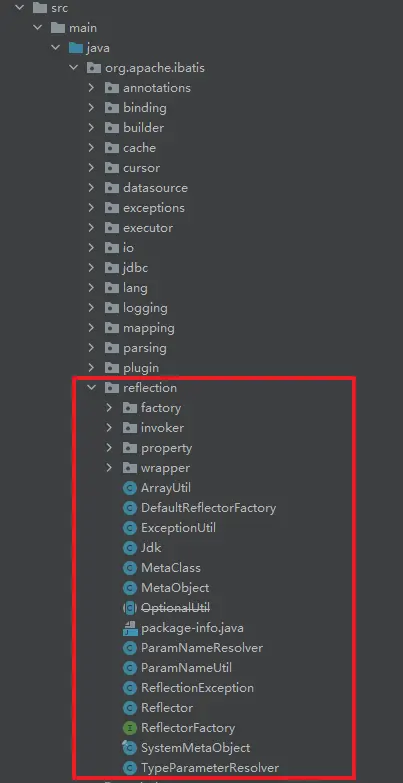 src
main
java
org.apache.ibatis
annotations
binding
builder
cache
cursor
datasource
exceptions
executor
io
jdbc
lang
logging
mapping
parsing
plugin
reflection
factory
invoker
property
wrapper
ArrayUtil
DefaultReflectorFactory
ExceptionUtil
Jdk
MetaClass
MetaObject
OptionalUtil
package-info.java
ParamNameResolver
ParamNameUtil
ReflectionException
Reflector
ReflectorFactory
SystemMetaObject
TypeParameterResolver